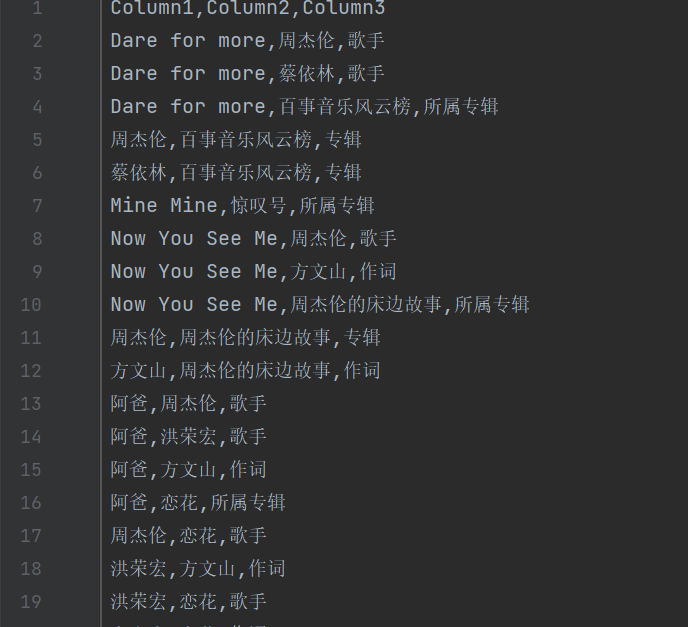 1 Column1,Column2,Column3
2 Dare for more,周杰伦,歌手
3 Dare for more,蔡依林,歌手
4 Dare for more,百事音乐风云榜,所属专辑
5 周杰伦,百事音乐风云榜,专辑
6 蔡依林,百事音乐风云榜,专辑
7 Mine Mine,惊叹号,所属专辑
8 Now You See Me,周杰伦,歌手
9 Now You See Me,方文山,作词
10 Now You See Me,周杰伦的床边故事,所属专辑
11 周杰伦,周杰伦的床边故事,专辑
12 方文山,周杰伦的床边故事,作词
13 阿爸,周杰伦,歌手
14 阿爸,洪荣宏,歌手
15 阿爸,方文山,作词
16 阿爸,恋花,所属专辑
17 周杰伦,恋花,歌手
18 洪荣宏,方文山,作词
19 洪荣宏,恋花,歌手